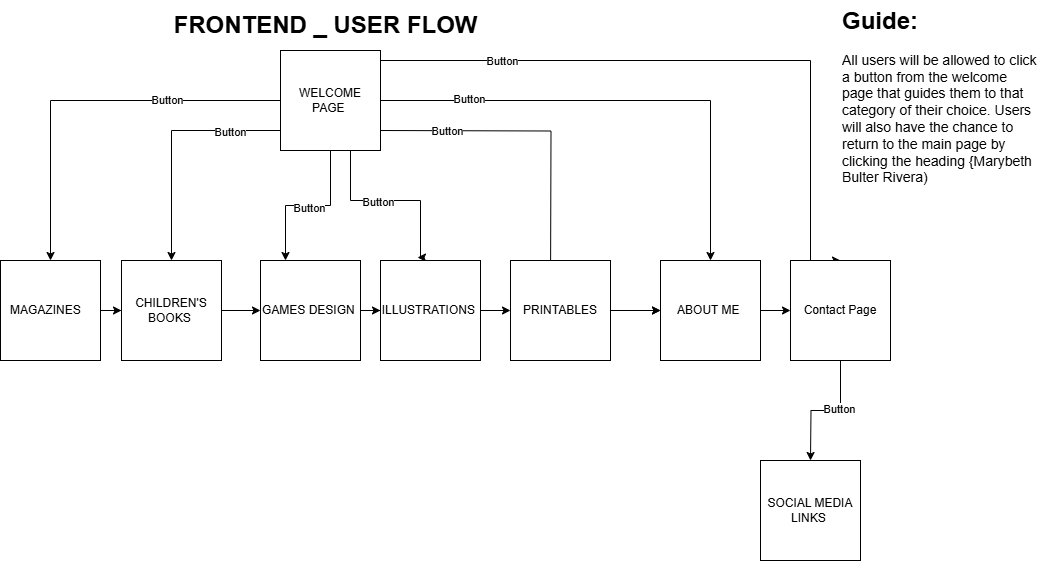 FRONTEND _ USER FLOW
Guide:
All users will be allowed to click
a button from the welcome
page that guides them to that
category of their choice. Users
will also have the chance to
return to the main page by
clicking the heading {Marybeth
Bulter Rivera)
Button
WELCOME
PAGE
Button
Button
Button
Button
Button
Button
MAGAZINES
CHILDREN'S
BOOKS
GAMES DESIGN
ILLUSTRATIONS
PRINTABLES
ABOUT ME
Contact Page
Button
SOCIAL MEDIA
LINKS